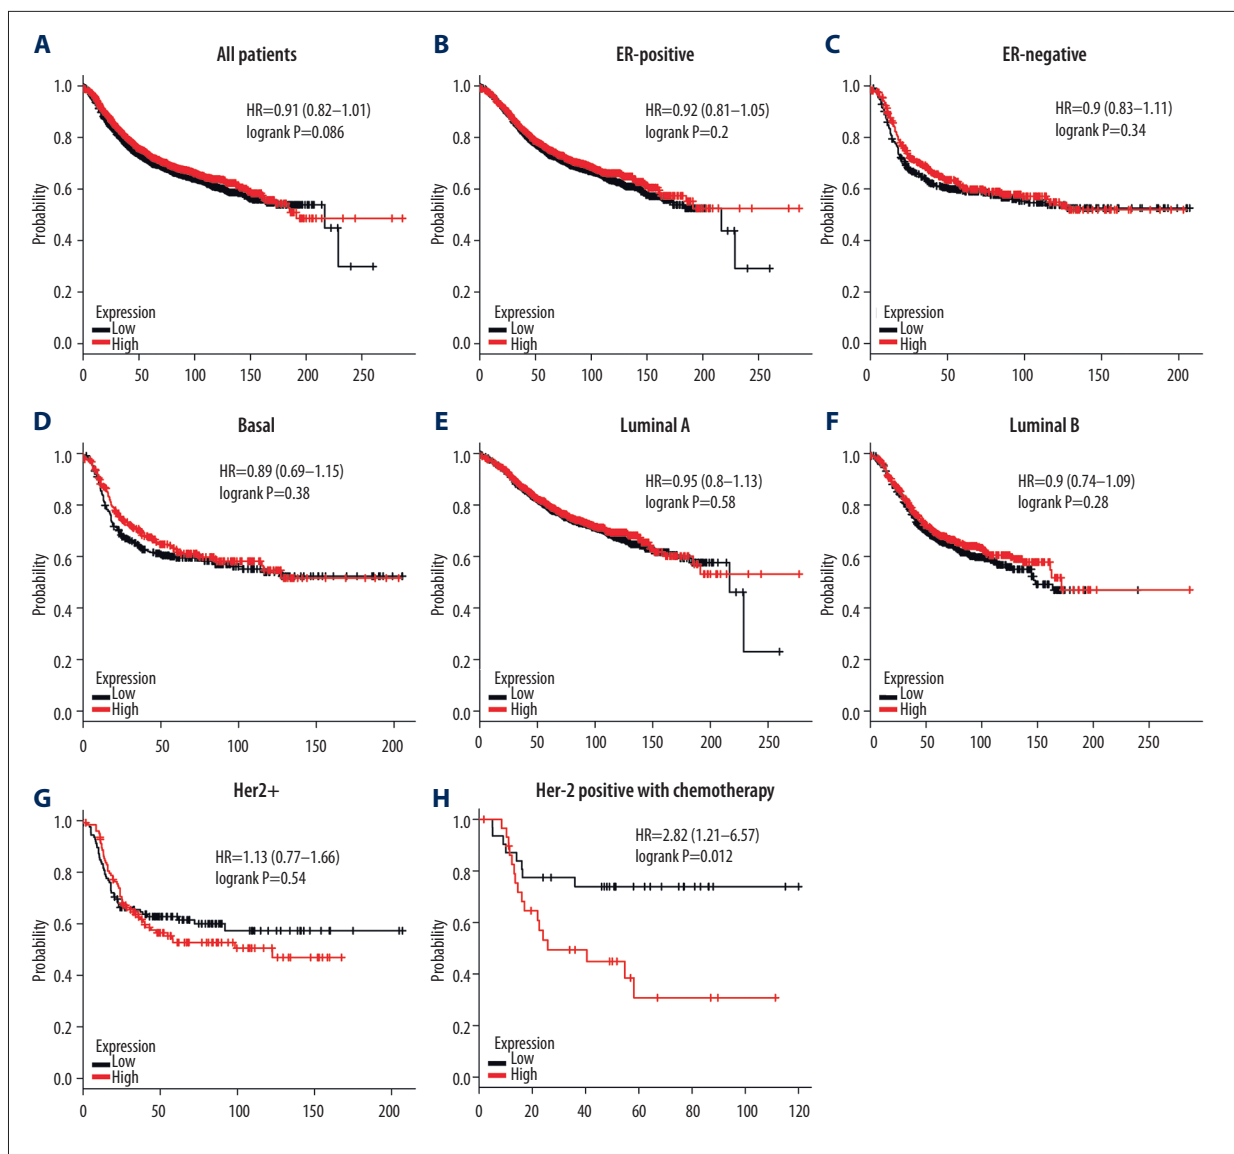 A
All patients
HR=0.91 (0.82–1.01)
logrank P=0.086
Probability
1.0
0.8
0.6
0.4
0.2
0.0
Expression
Low
High
0 50 100 150 200 250
B
ER-positive
HR=0.92 (0.81–1.05)
logrank P=0.2
Probability
1.0
0.8
0.6
0.4
0.2
0.0
Expression
Low
High
0 50 100 150 200 250
C
ER-negative
HR=0.9 (0.83–1.11)
logrank P=0.34
Probability
1.0
0.8
0.6
0.4
0.2
0.0
Expression
Low
High
0 50 100 150 200
D
Basal
HR=0.89 (0.69–1.15)
logrank P=0.38
Probability
1.0
0.8
0.6
0.4
0.2
0.0
Expression
Low
High
0 50 100 150 200
E
Luminal A
HR=0.95 (0.8–1.13)
logrank P=0.58
Probability
1.0
0.8
0.6
0.4
0.2
0.0
Expression
Low
High
0 50 100 150 200 250
F
Luminal B
HR=0.9 (0.74–1.09)
logrank P=0.28
Probability
1.0
0.8
0.6
0.4
0.2
0.0
Expression
Low
High
0 50 100 150 200 250
G
Her2+
HR=1.13 (0.77–1.66)
logrank P=0.54
Probability
1.0
0.8
0.6
0.4
0.2
0.0
Expression
Low
High
0 50 100 150 200
H
Her-2 positive with chemotherapy
HR=2.82 (1.21–6.57)
logrank P=0.012
Probability
1.0
0.8
0.6
0.4
0.2
0.0
Expression
Low
High
0 20 40 60 80 100 120